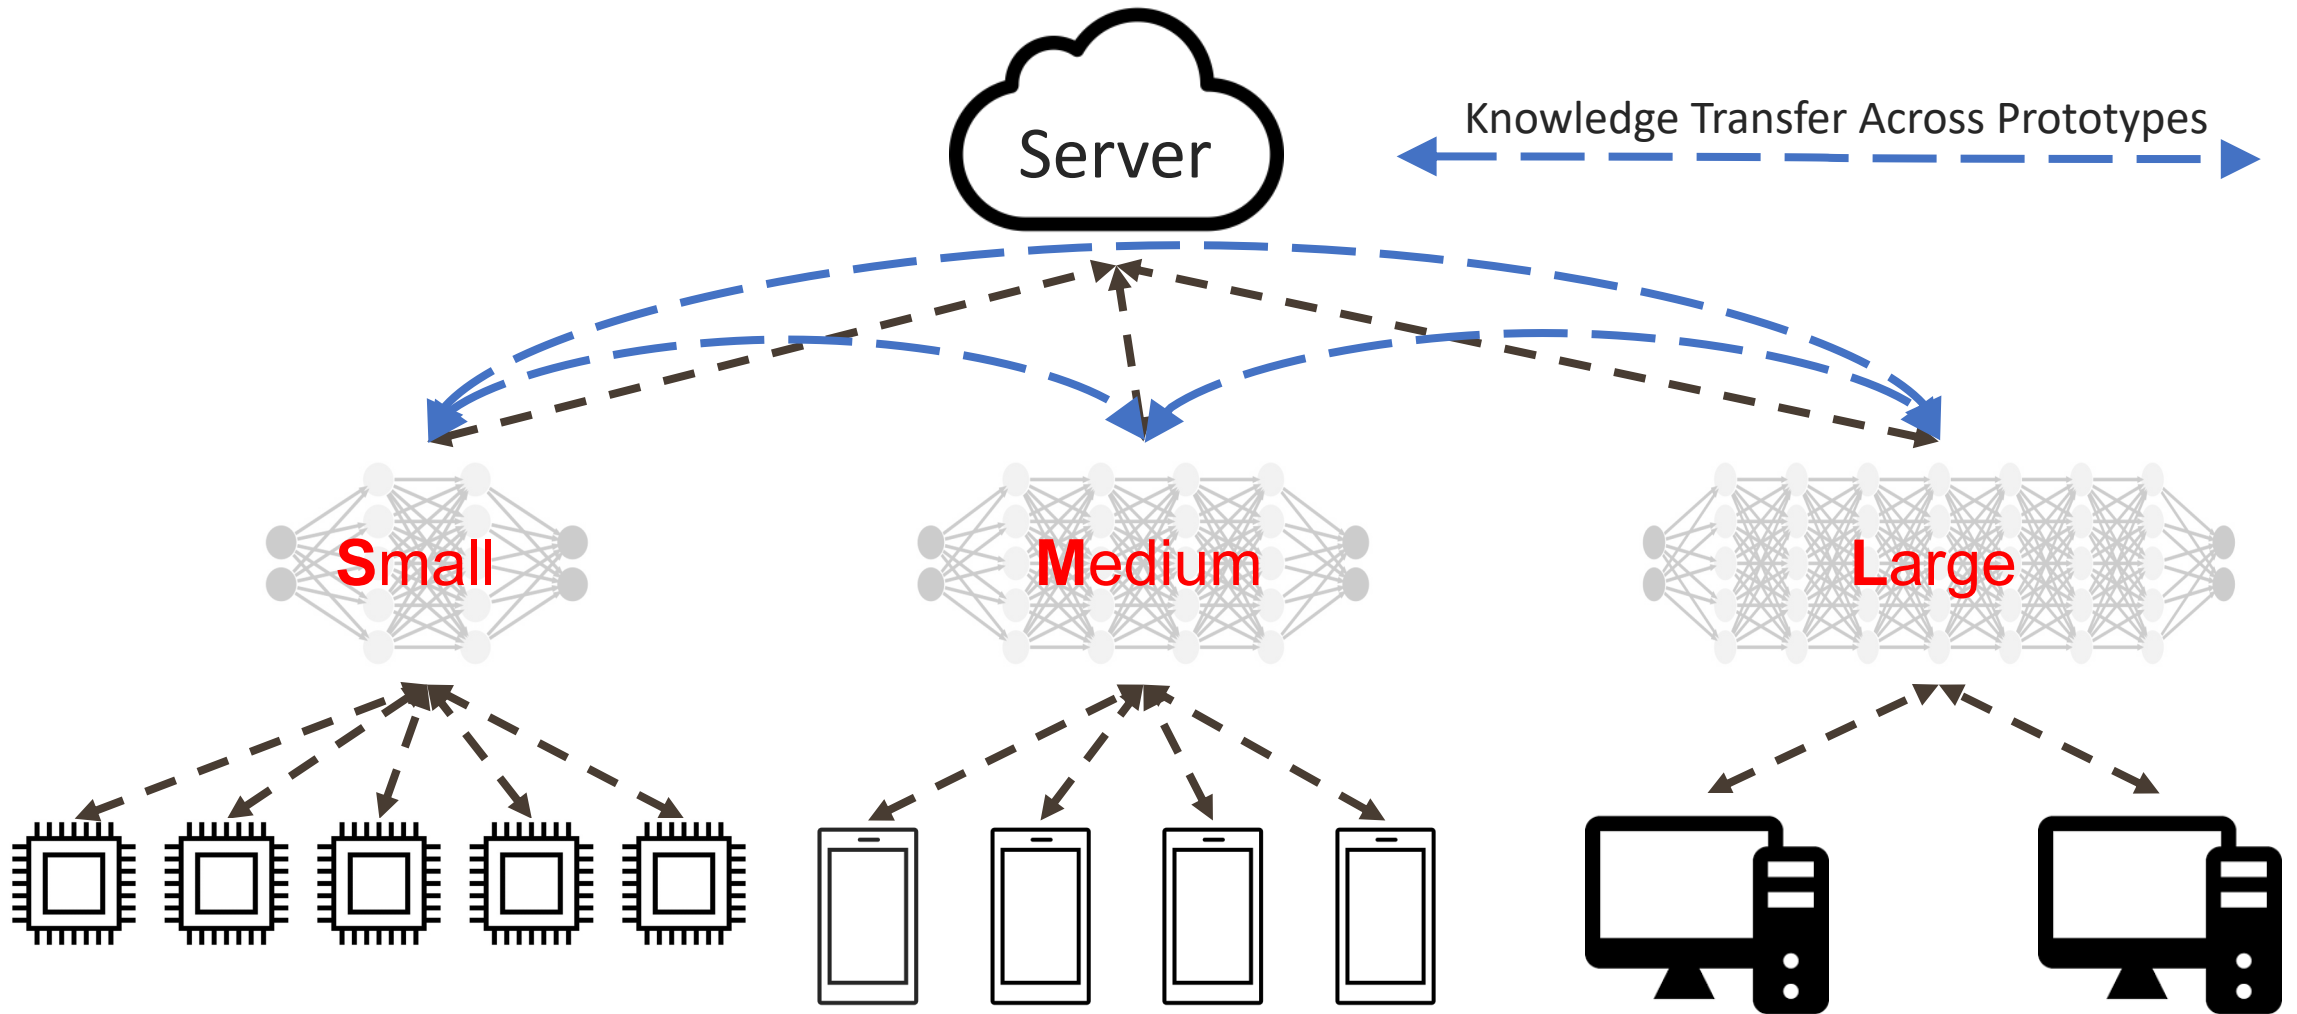 Server
Knowledge Transfer Across Prototypes
Small
Medium
Large